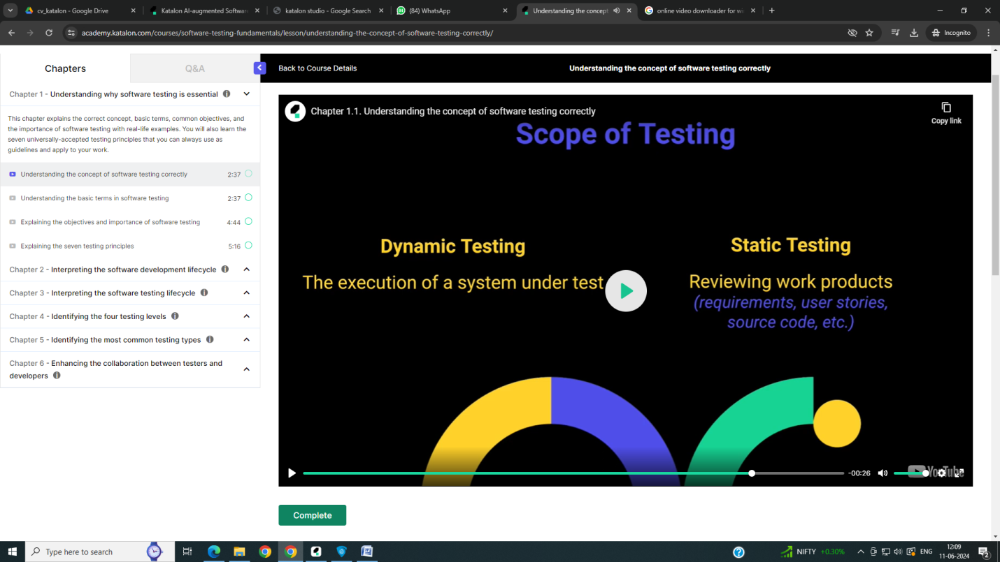 cv_katalon - Google Drive
Katalon AI-augmented Softwar
katalon studio - Google Search
(84) WhatsApp
Understanding the concept
online video downloader for wi
academy.katalon.com/courses/software-testing-fundamentals/lesson/understanding-the-concept-of-software-testing-correctly/
Incognito
Chapters
Q&A
Back to Course Details
Understanding the concept of software testing correctly
Chapter 1 - Understanding why software testing is essential
This chapter explains the correct concept, basic terms, common objectives, and
the importance of software testing with real-life examples. You will also learn the
seven universally-accepted testing principles that you can always use as
guidelines and apply to your work.
Understanding the concept of software testing correctly 2:37
Understanding the basic terms in software testing 2:37
Explaining the objectives and importance of software testing 4:44
Explaining the seven testing principles 5:16
Chapter 2 - Interpreting the software development lifecycle
Chapter 3 - Interpreting the software testing lifecycle
Chapter 4 - Identifying the four testing levels
Chapter 5 - Identifying the most common testing types
Chapter 6 - Enhancing the collaboration between testers and
developers
Chapter 1.1. Understanding the concept of software testing correctly
Copy link
Scope of Testing
Dynamic Testing
The execution of a system under test
Static Testing
Reviewing work products
(requirements, user stories,
source code, etc.)
-00:26
YouTube
Complete
Type here to search
NIFTY +0.30%
ENG
12:09
11-06-2024
2